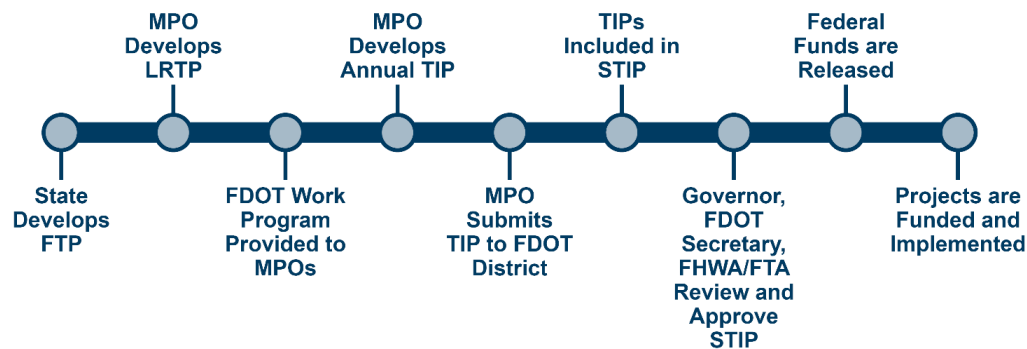 State
Develops
FTP
MPO
Develops
LRTP
FDOT Work
Program
Provided to
MPOs
MPO
Develops
Annual TIP
MPO
Submits
TIP to FDOT
District
TIPs
Included in
STIP
Governor,
FDOT
Secretary,
FHWA/FTA
Review and
Approve
STIP
Federal
Funds are
Released
Projects are
Funded and
Implemented